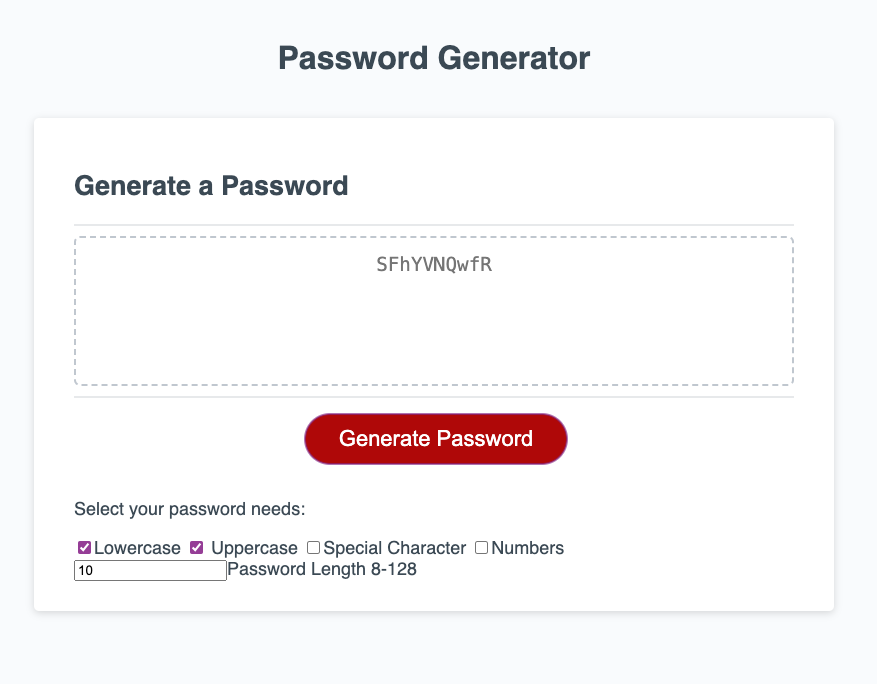 Password Generator
Generate a Password
SFhYVNQwfR
Generate Password
Select your password needs:
Lowercase Uppercase Special Character Numbers
10 Password Length 8-128